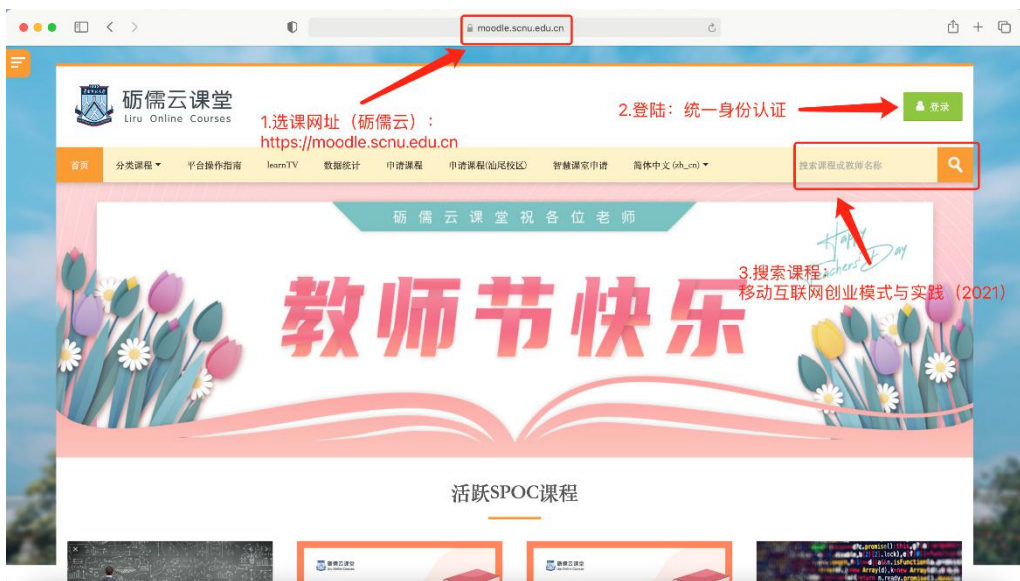 moodle.scnu.edu.cn
砺儒云课堂
Liru Online Courses
1.选课网址（砺儒云）：
https://moodle.scnu.edu.cn
2.登陆：统一身份认证
登录
首页 分类课程 平台操作指南 learnTV 数据统计 申请课程 申请课程(汕尾校区) 智慧课室申请 简体中文 (zh_cn) 搜索课程或教师名称
砺儒云课堂祝各位老师
Happy
Teachers' Day
教师节快乐
3.搜索课程：
移动互联网创业模式与实践（2021）
活跃SPOC课程
砺儒云课堂
砺儒云课堂